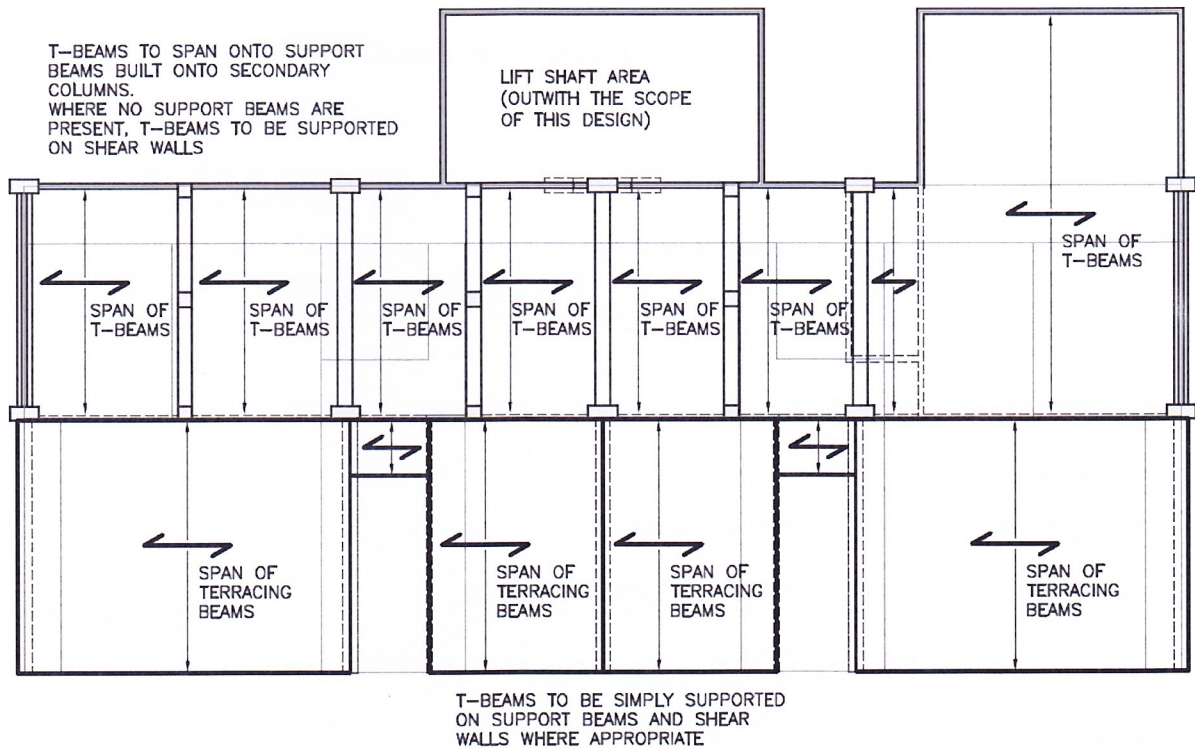 T-BEAMS TO SPAN ONTO SUPPORT
BEAMS BUILT ONTO SECONDARY
COLUMNS.
WHERE NO SUPPORT BEAMS ARE
PRESENT, T-BEAMS TO BE SUPPORTED
ON SHEAR WALLS
LIFT SHAFT AREA
(OUTWITH THE SCOPE
OF THIS DESIGN)
SPAN OF
T-BEAMS
SPAN OF
T-BEAMS
SPAN OF
T-BEAMS
SPAN OF
T-BEAMS
SPAN OF
T-BEAMS
SPAN OF
T-BEAMS
SPAN OF
T-BEAMS
SPAN OF
TERRACING
BEAMS
SPAN OF
TERRACING
BEAMS
SPAN OF
TERRACING
BEAMS
SPAN OF
TERRACING
BEAMS
T-BEAMS TO BE SIMPLY SUPPORTED
ON SUPPORT BEAMS AND SHEAR
WALLS WHERE APPROPRIATE